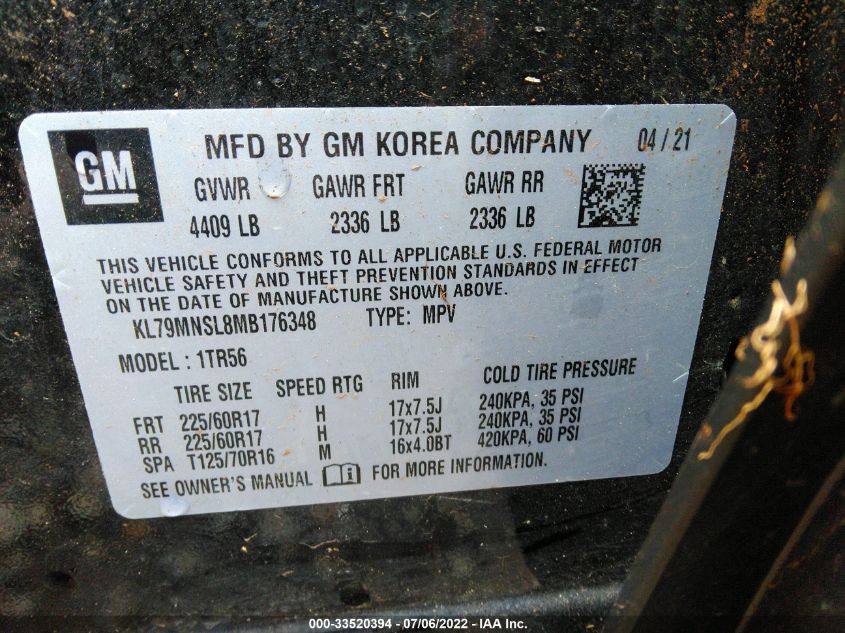 GM
MFD BY GM KOREA COMPANY 04 / 21
GVWR GAWR FRT GAWR RR
4409 LB 2336 LB 2336 LB
THIS VEHICLE CONFORMS TO ALL APPLICABLE U.S. FEDERAL MOTOR
VEHICLE SAFETY AND THEFT PREVENTION STANDARDS IN EFFECT
ON THE DATE OF MANUFACTURE SHOWN ABOVE.
KL79MNSL8MB176348 TYPE: MPV
MODEL : 1TR56
TIRE SIZE SPEED RTG RIM COLD TIRE PRESSURE
FRT 225/60R17 H 17x7.5J 240KPA, 35 PSI
RR 225/60R17 H 17x7.5J 240KPA, 35 PSI
SPA T125/70R16 M 16x4.0BT 420KPA, 60 PSI
SEE OWNER'S MANUAL FOR MORE INFORMATION.
000-33520394 - 07/06/2022 - IAA Inc.